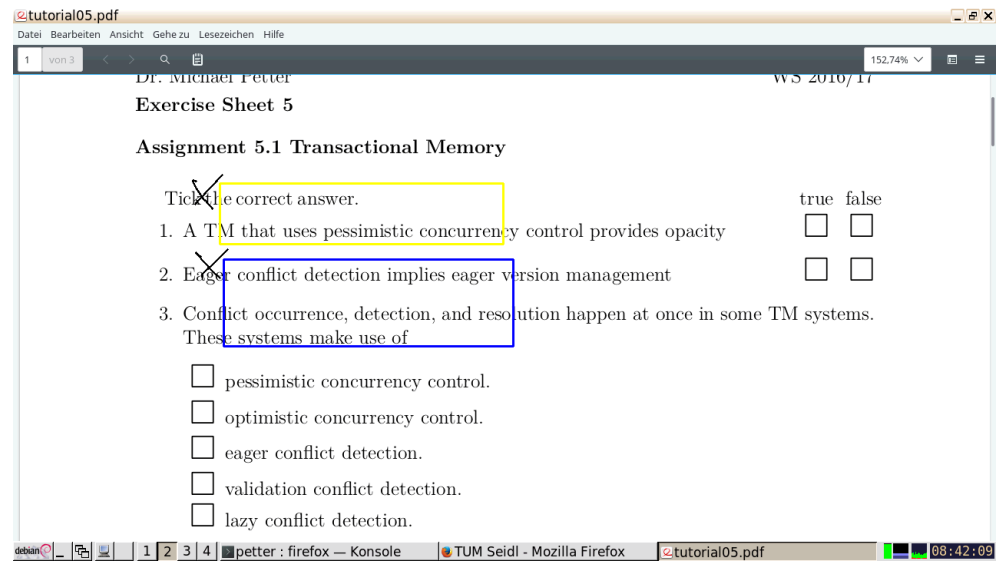 tutorial05.pdf
Datei Bearbeiten Ansicht Gehe zu Lesezeichen Hilfe
1 von 3 152,74%
Dr. Michael Petter WS 2016/17
Exercise Sheet 5
Assignment 5.1 Transactional Memory
Tick the correct answer. true false
1. A TM that uses pessimistic concurrency control provides opacity
2. Eager conflict detection implies eager version management
3. Conflict occurrence, detection, and resolution happen at once in some TM systems.
These systems make use of
pessimistic concurrency control.
optimistic concurrency control.
eager conflict detection.
validation conflict detection.
lazy conflict detection.
debian 1 2 3 4 petter : firefox — Konsole TUM Seidl - Mozilla Firefox tutorial05.pdf 08:42:09